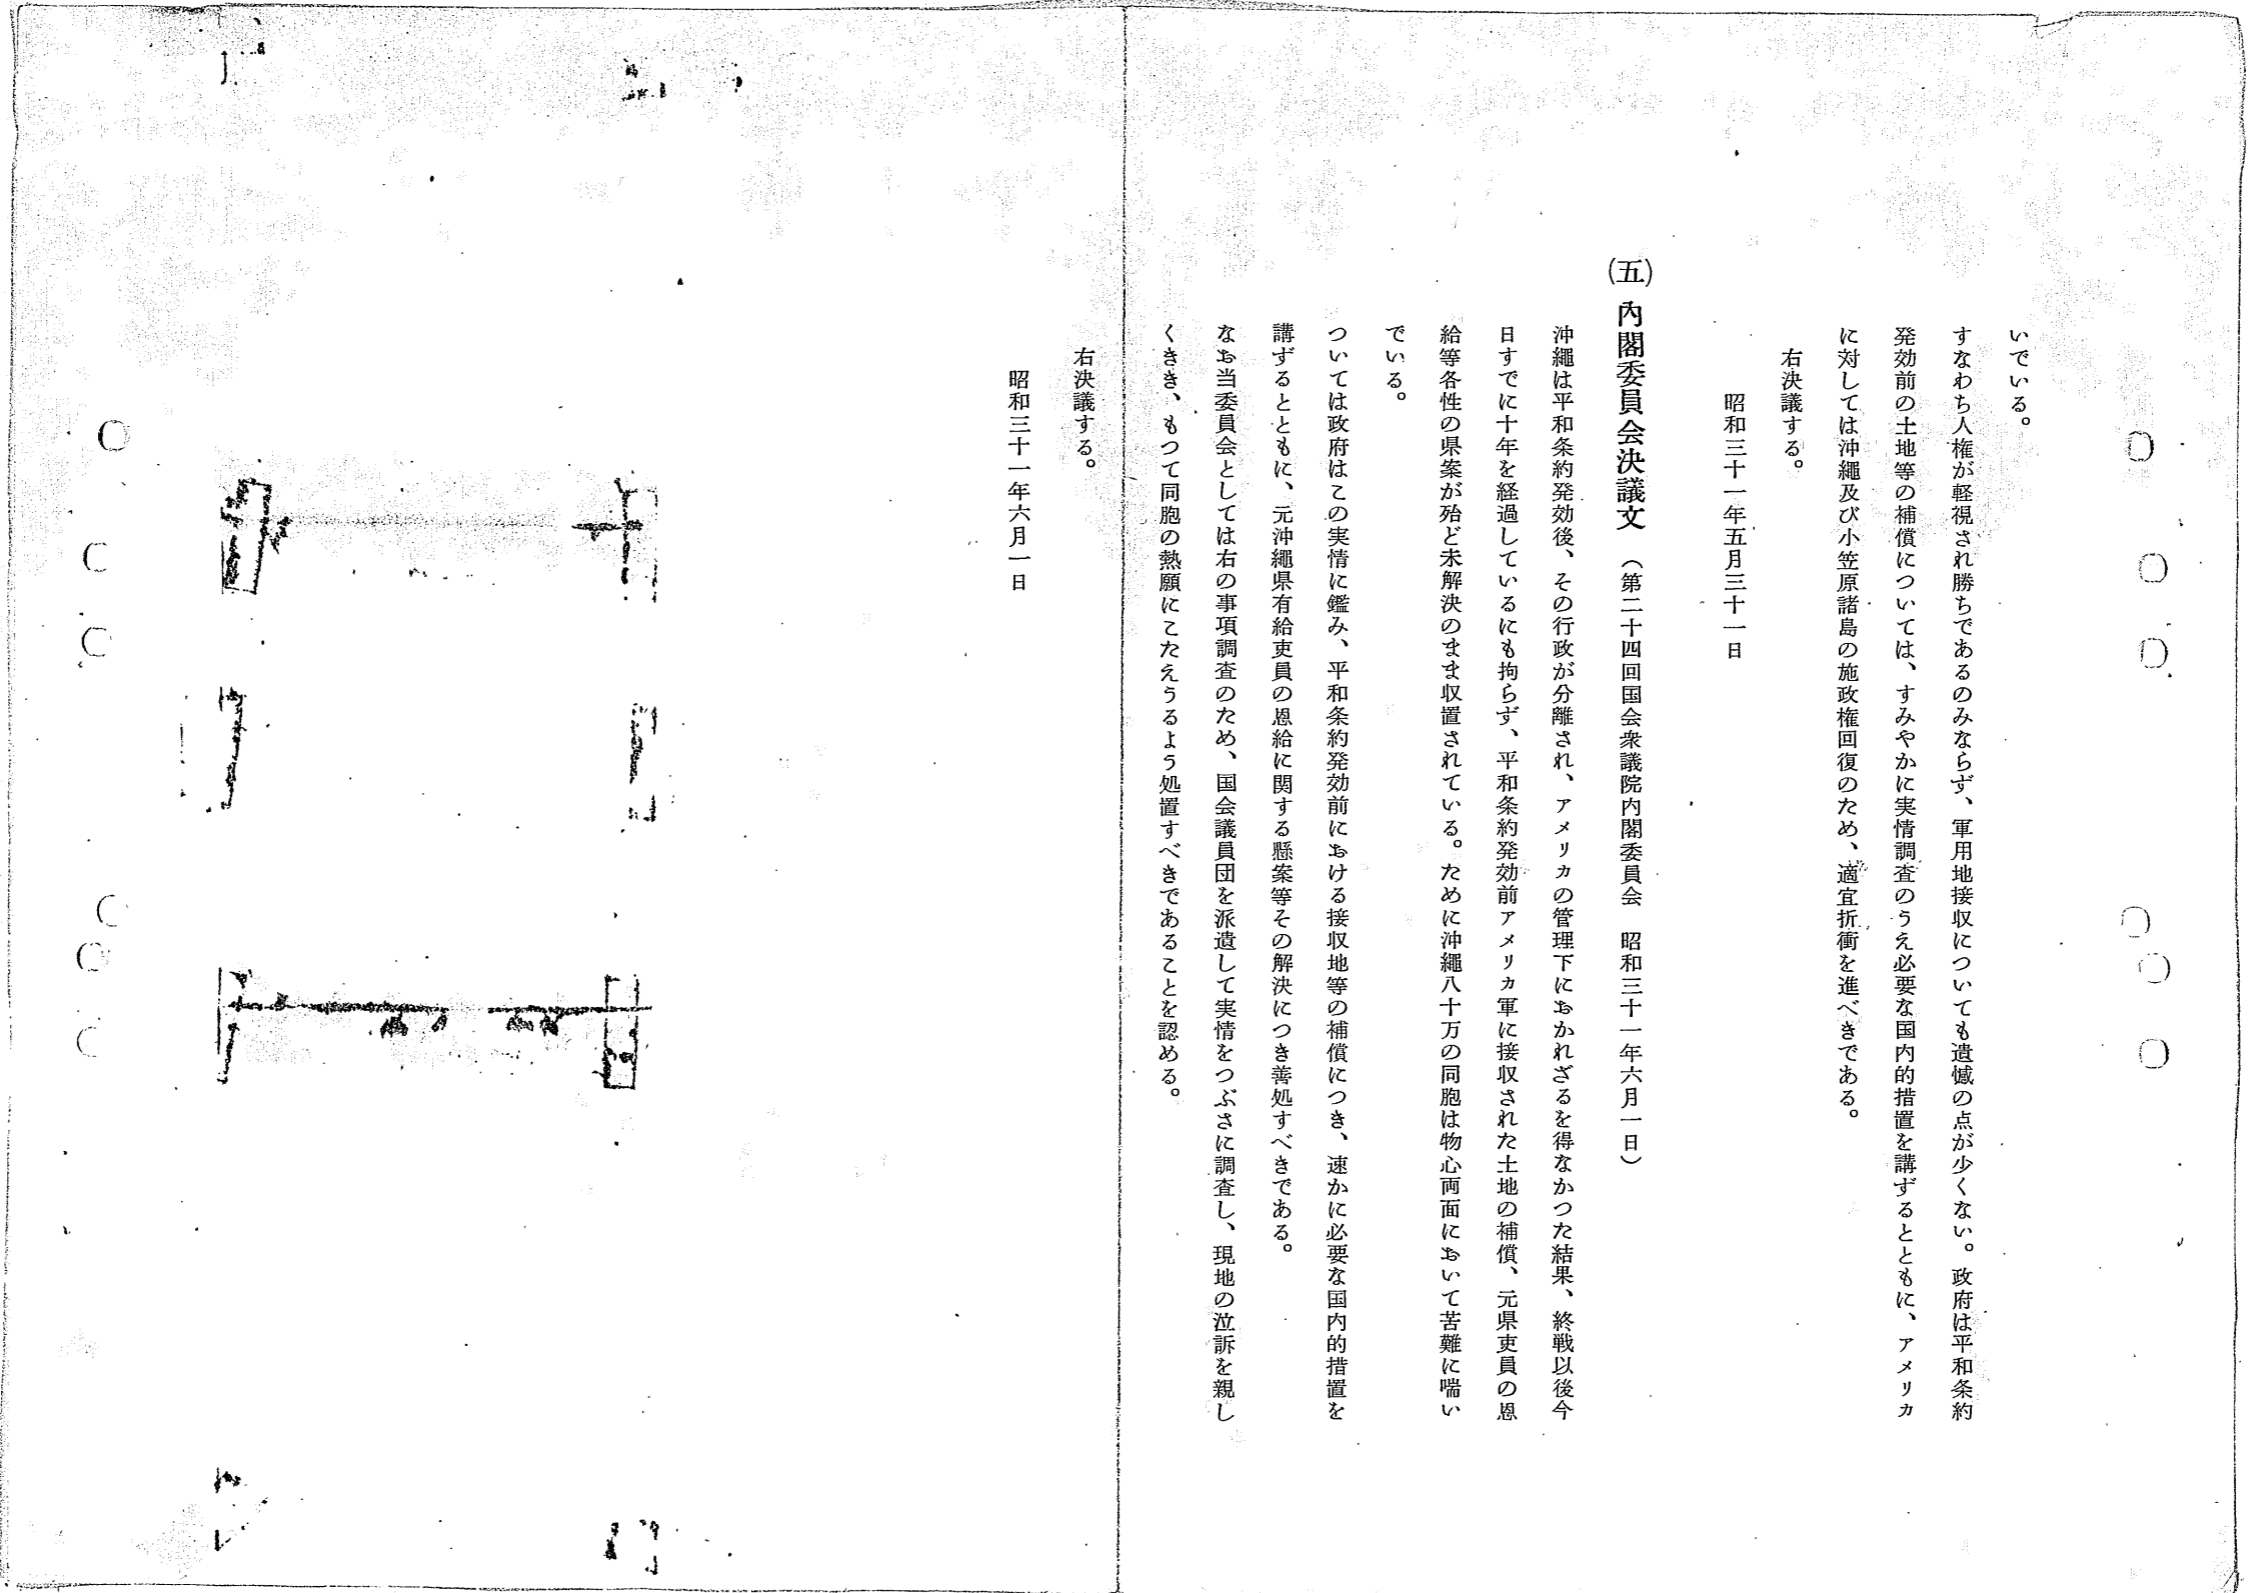 いでいる。
すなわち人権が軽視され勝ちであるのみならず、軍用地接収についても遺憾の点が少くない。政府は平和条約
発効前の土地等の補償については、すみやかに実情調査のうえ必要な国内的措置を講ずるとともに、アメリカ
に対しては沖縄及び小笠原諸島の施政権回復のため、適宜折衝を進べきである。
右決議する。
昭和三十一年五月三十一日
(五) 内閣委員会決議文 (第二十四回国会衆議院内閣委員会 昭和三十一年六月一日)
沖縄は平和条約発効後、その行政が分離され、アメリカの管理下におかれざるを得なかつた結果、終戦以後今
日すでに十年を経過しているにも拘らず、平和条約発効前アメリカ軍に接収された土地の補償、元県吏員の恩
給等各性の県案が殆ど未解決のまま収置されている。ために沖縄八十万の同胞は物心両面において苦難に喘い
でいる。
ついては政府はこの実情に鑑み、平和条約発効前における接収地等の補償につき、速かに必要な国内的措置を
講ずるとともに、元沖縄県有給吏員の恩給に関する懸案等その解決につき善処すべきである。
なお当委員会としては右の事項調査のため、国会議員団を派遣して実情をつぶさに調査し、現地の泣訴を親し
くきき、もつて同胞の熱願にこたえうるよう処置すべきであることを認める。
右決議する。
昭和三十一年六月一日